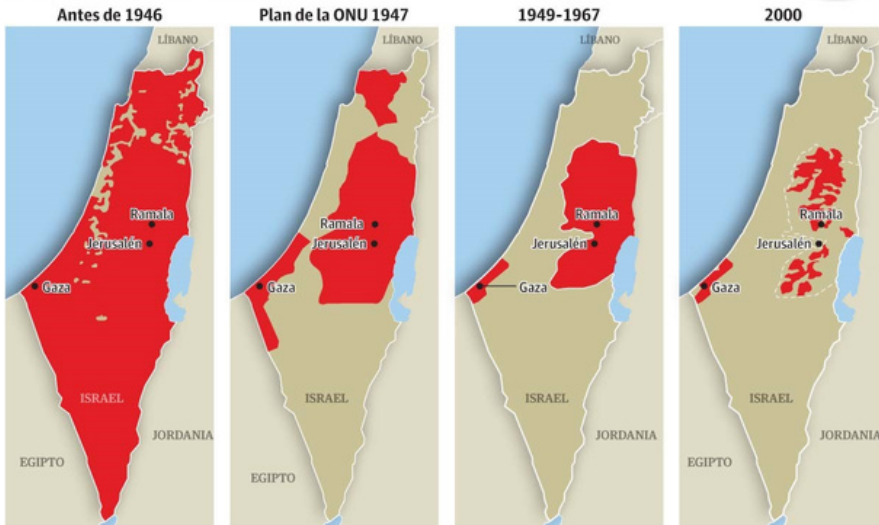 Antes de 1946
LÍBANO
Ramala
Jerusalén
Gaza
ISRAEL
EGIPTO
JORDANIA
Plan de la ONU 1947
LÍBANO
Ramala
Jerusalén
Gaza
ISRAEL
EGIPTO
JORDANIA
1949-1967
LÍBANO
Ramala
Jerusalén
Gaza
ISRAEL
EGIPTO
JORDANIA
2000
LÍBANO
Ramala
Jerusalén
Gaza
ISRAEL
EGIPTO
JORDANIA